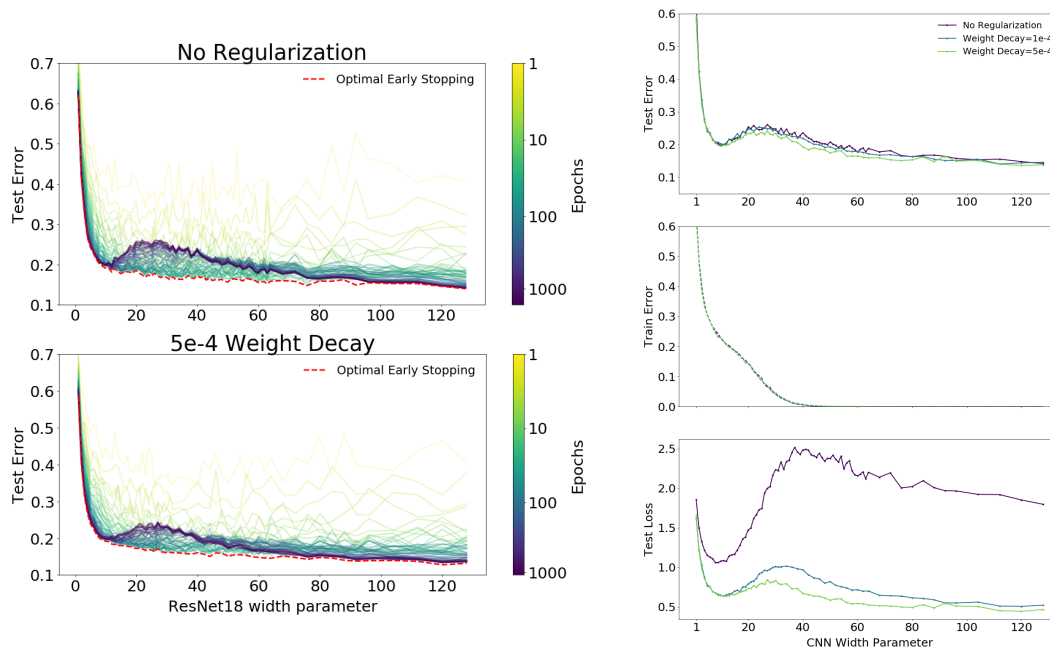 No Regularization
0.7
0.6
0.5
0.4
0.3
0.2
0.1
Test Error
Optimal Early Stopping
0 20 40 60 80 100 120
1
10
100
1000
Epochs
5e-4 Weight Decay
0.7
0.6
0.5
0.4
0.3
0.2
0.1
Test Error
Optimal Early Stopping
0 20 40 60 80 100 120
ResNet18 width parameter
1
10
100
1000
Epochs
0.6
0.5
0.4
0.3
0.2
0.1
Test Error
No Regularization
Weight Decay=1e-4
Weight Decay=5e-4
1 20 40 60 80 100 120
0.6
0.5
0.4
0.3
0.2
0.1
0.0
Train Error
2.5
2.0
1.5
1.0
0.5
Test Loss
1 20 40 60 80 100 120
CNN Width Parameter